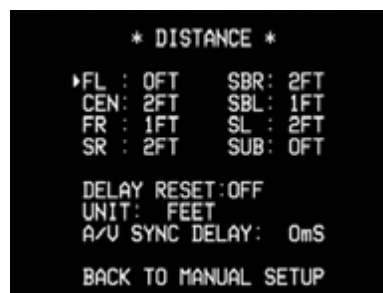 * DISTANCE *
FL : 0FT SBR: 2FT
CEN: 2FT SBL: 1FT
FR : 1FT SL : 2FT
SR : 2FT SUB: 0FT
DELAY RESET:OFF
UNIT: FEET
A/V SYNC DELAY: 0mS
BACK TO MANUAL SETUP